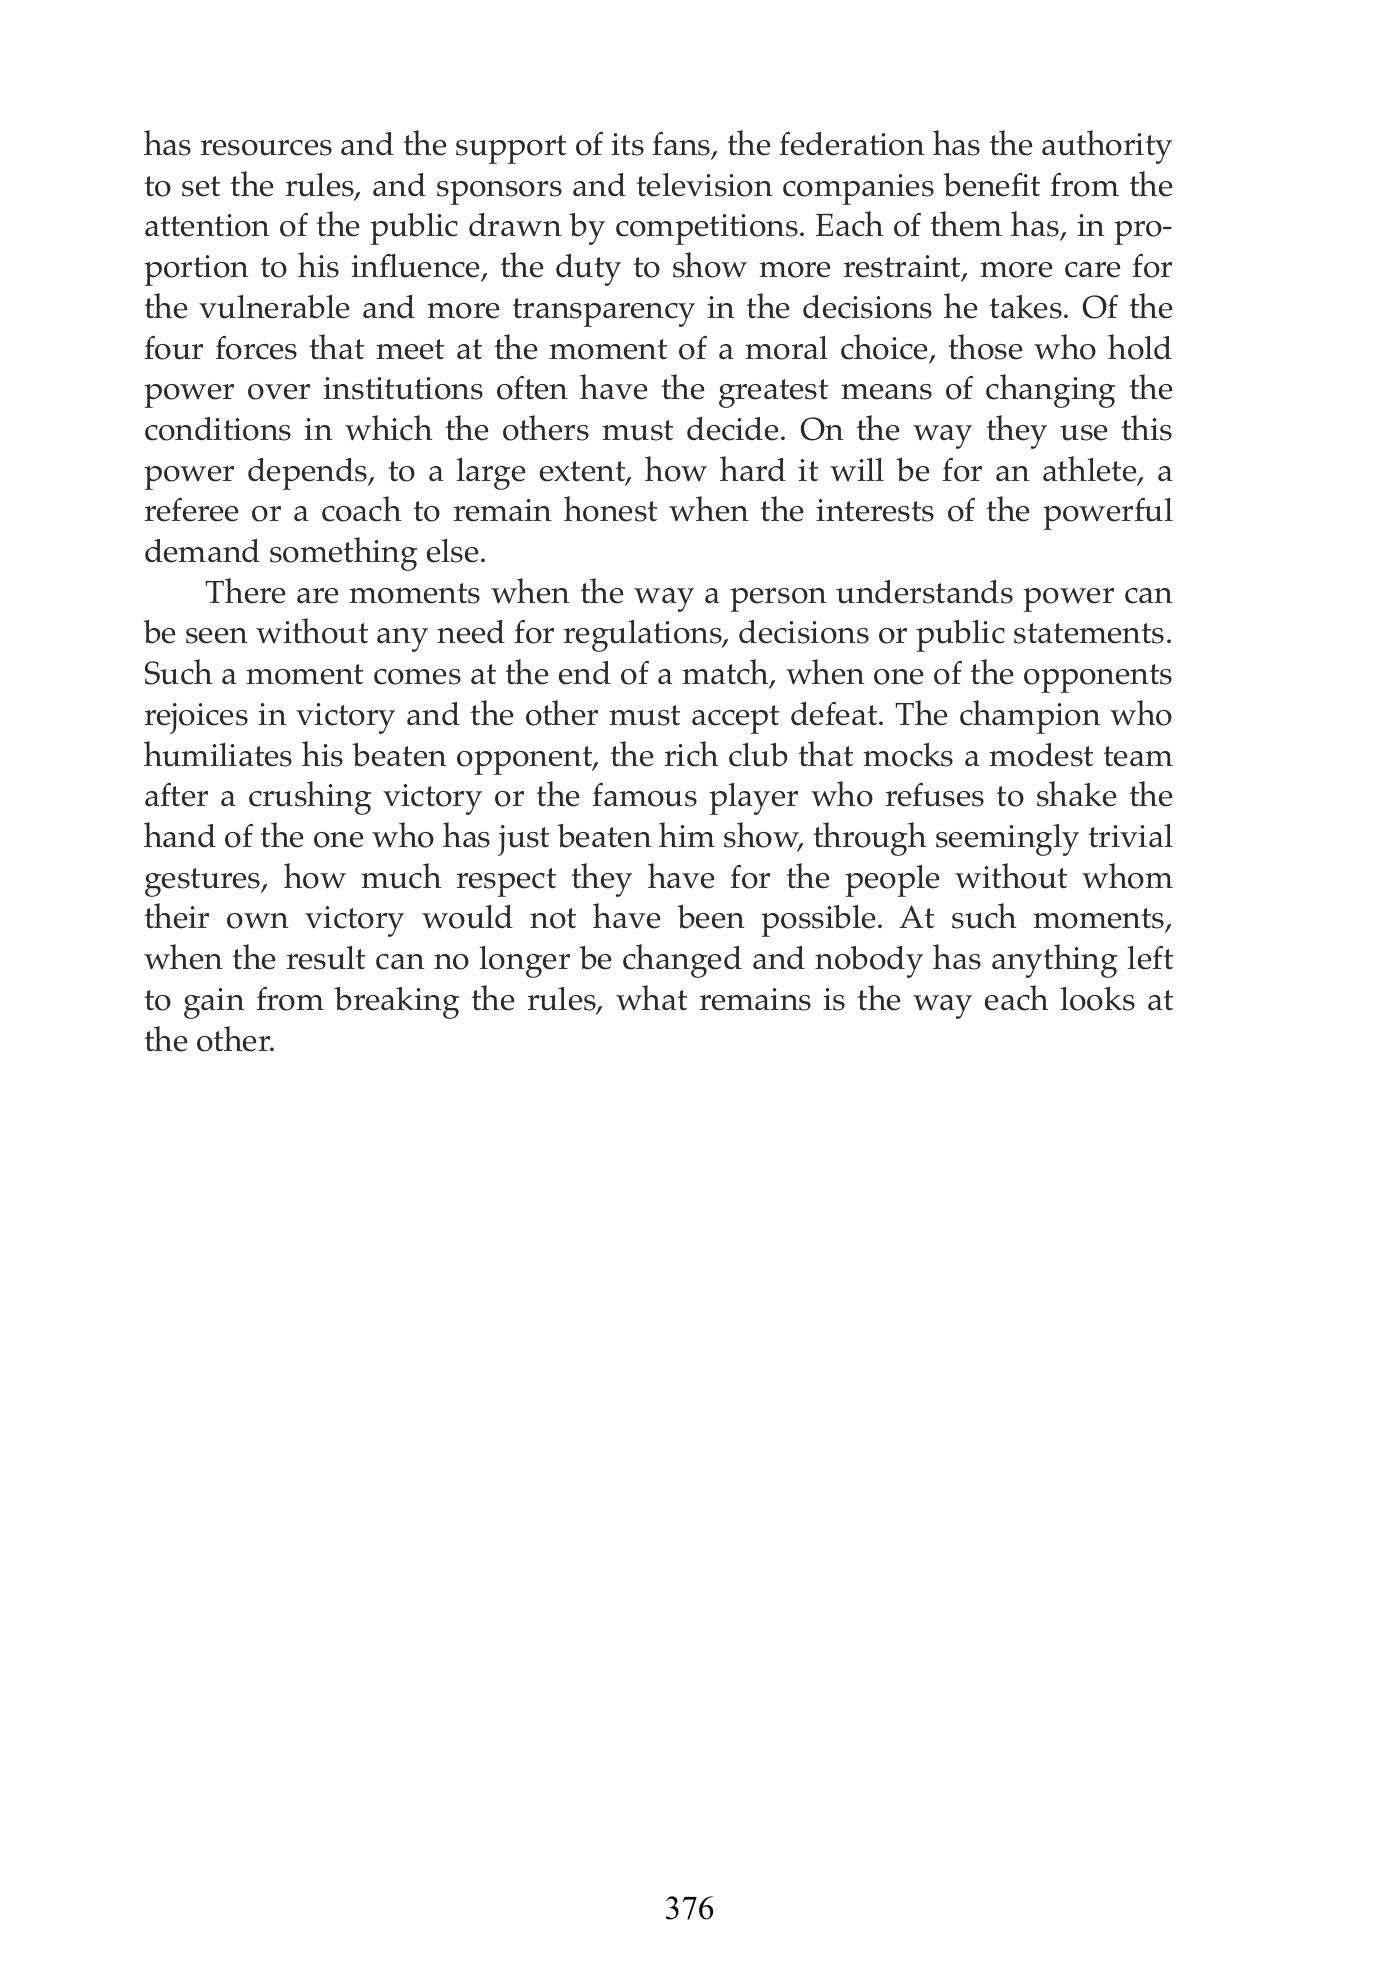 has resources and the support of its fans, the federation has the authority
to set the rules, and sponsors and television companies benefit from the
attention of the public drawn by competitions. Each of them has, in pro-
portion to his influence, the duty to show more restraint, more care for
the vulnerable and more transparency in the decisions he takes. Of the
four forces that meet at the moment of a moral choice, those who hold
power over institutions often have the greatest means of changing the
conditions in which the others must decide. On the way they use this
power depends, to a large extent, how hard it will be for an athlete, a
referee or a coach to remain honest when the interests of the powerful
demand something else.
There are moments when the way a person understands power can
be seen without any need for regulations, decisions or public statements.
Such a moment comes at the end of a match, when one of the opponents
rejoices in victory and the other must accept defeat. The champion who
humiliates his beaten opponent, the rich club that mocks a modest team
after a crushing victory or the famous player who refuses to shake the
hand of the one who has just beaten him show, through seemingly trivial
gestures, how much respect they have for the people without whom
their own victory would not have been possible. At such moments,
when the result can no longer be changed and nobody has anything left
to gain from breaking the rules, what remains is the way each looks at
the other.
376